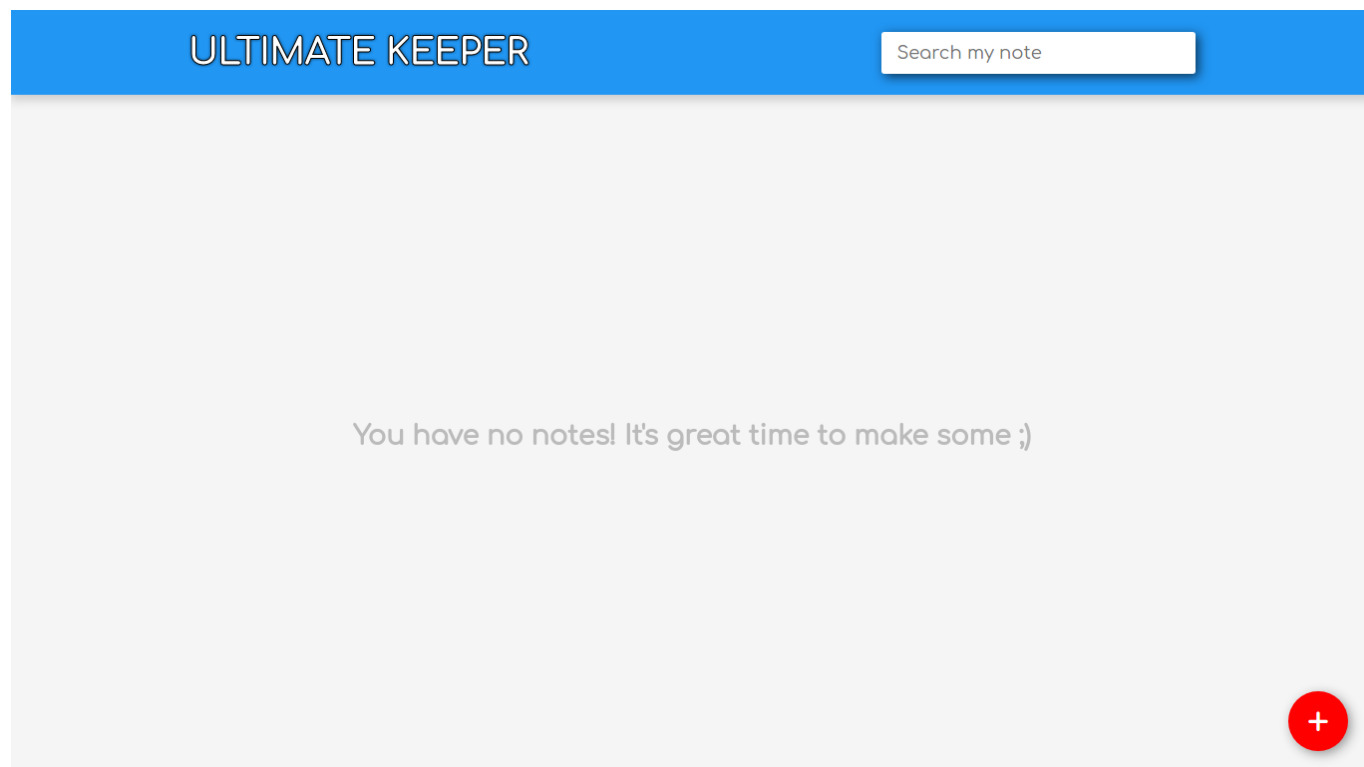 ULTIMATE KEEPER
Search my note
You have no notes! It's great time to make some ;)
+